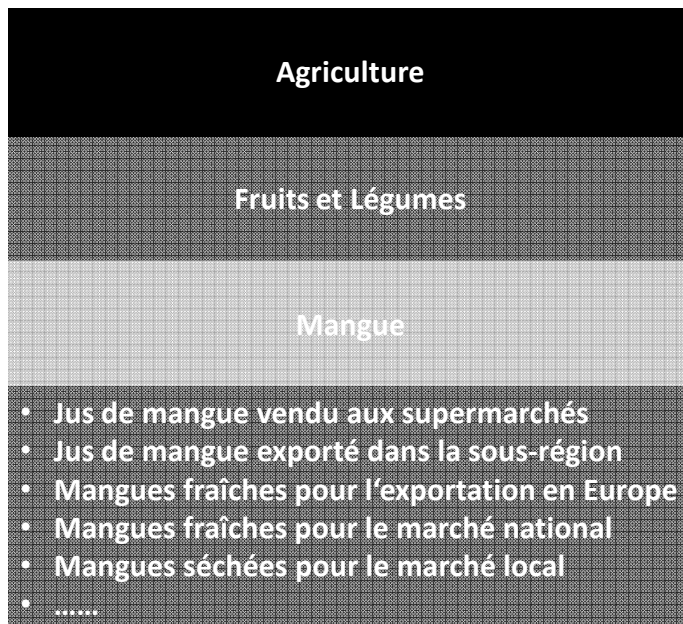 Agriculture
Fruits et Légumes
Mangue
• Jus de mangue vendu aux supermarchés
• Jus de mangue exporté dans la sous-région
• Mangues fraîches pour l‘exportation en Europe
• Mangues fraîches pour le marché national
• Mangues séchées pour le marché local
• ......